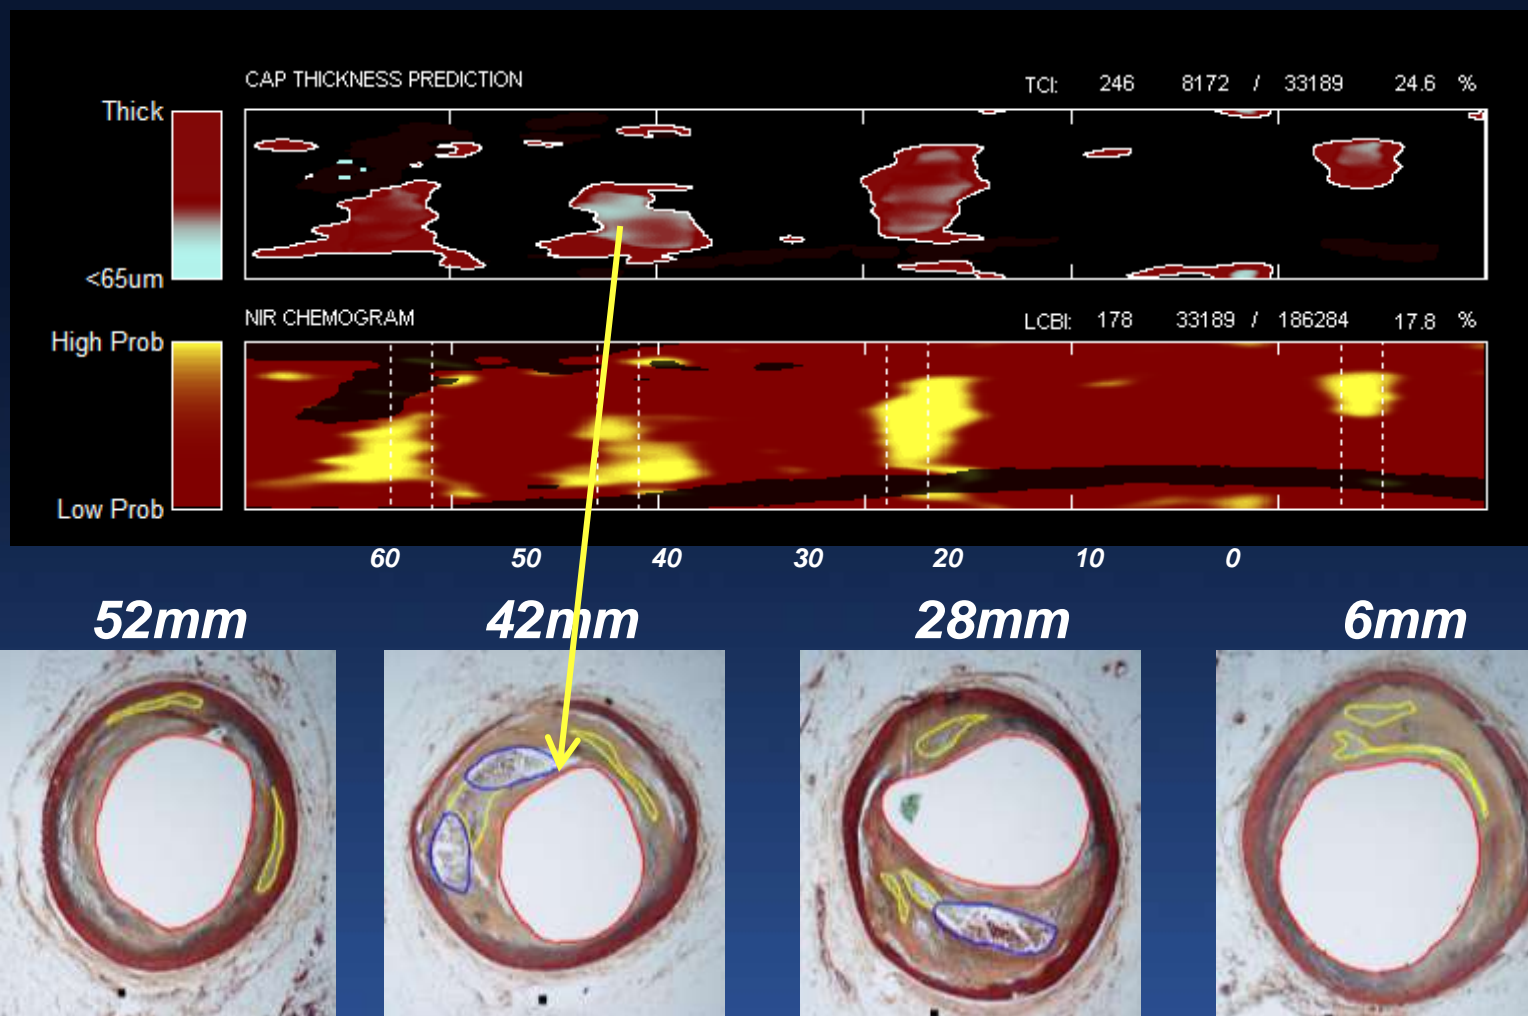 CAP THICKNESS PREDICTION
TCI: 246 8172 / 33189 24.6 %
Thick
<65um
NIR CHEMOGRAM
LCBI: 178 33189 / 186284 17.8 %
High Prob
Low Prob
60 50 40 30 20 10 0
52mm 42mm 28mm 6mm